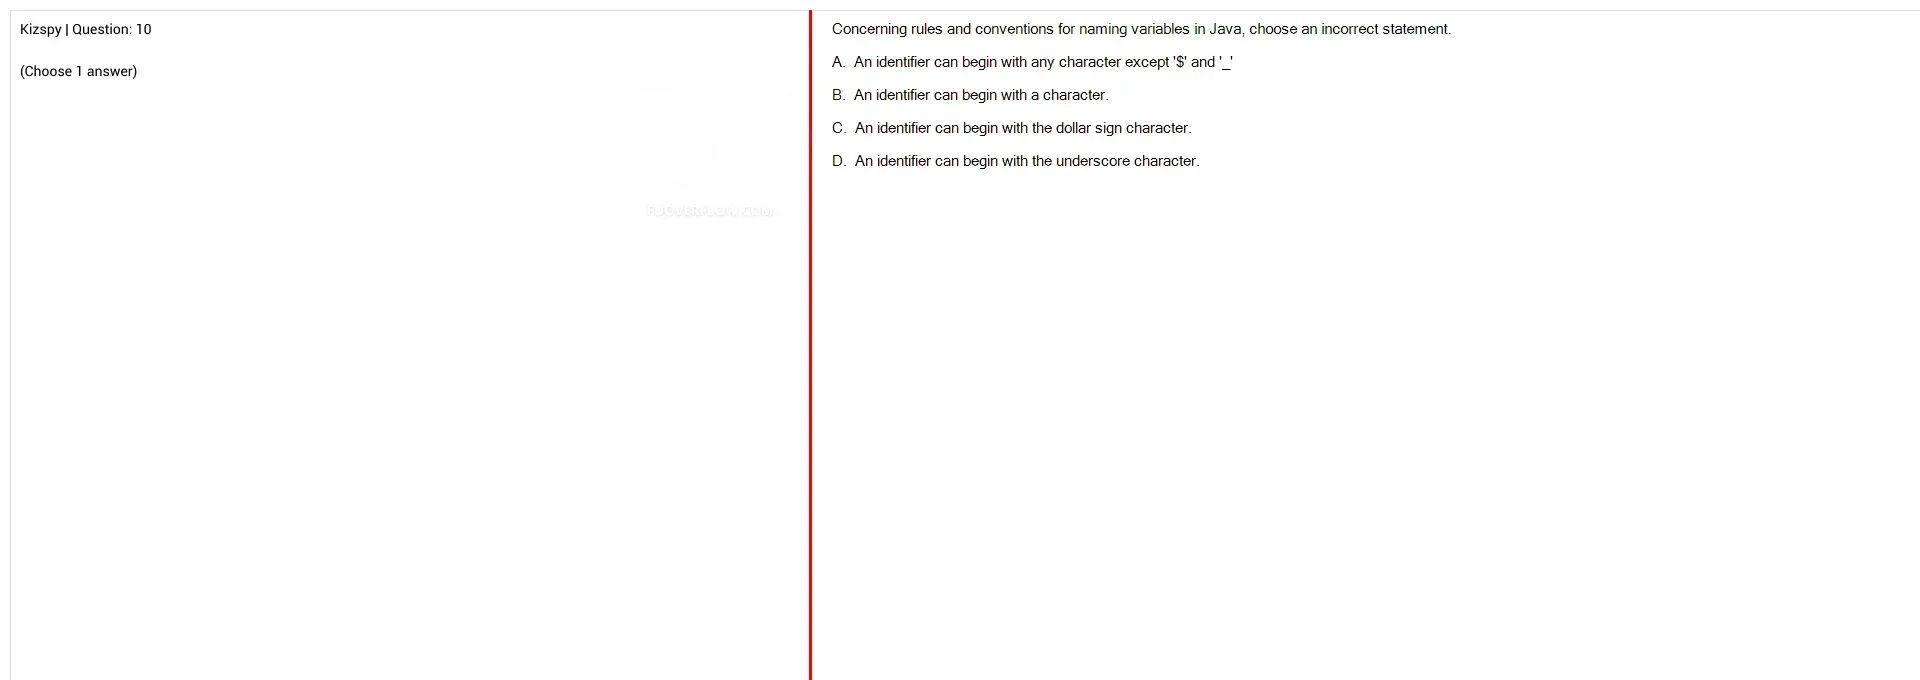 Kizspy | Question: 10
(Choose 1 answer)
FUOVERFLOW.COM
Concerning rules and conventions for naming variables in Java, choose an incorrect statement.
A. An identifier can begin with any character except '$' and '_'
B. An identifier can begin with a character.
C. An identifier can begin with the dollar sign character.
D. An identifier can begin with the underscore character.